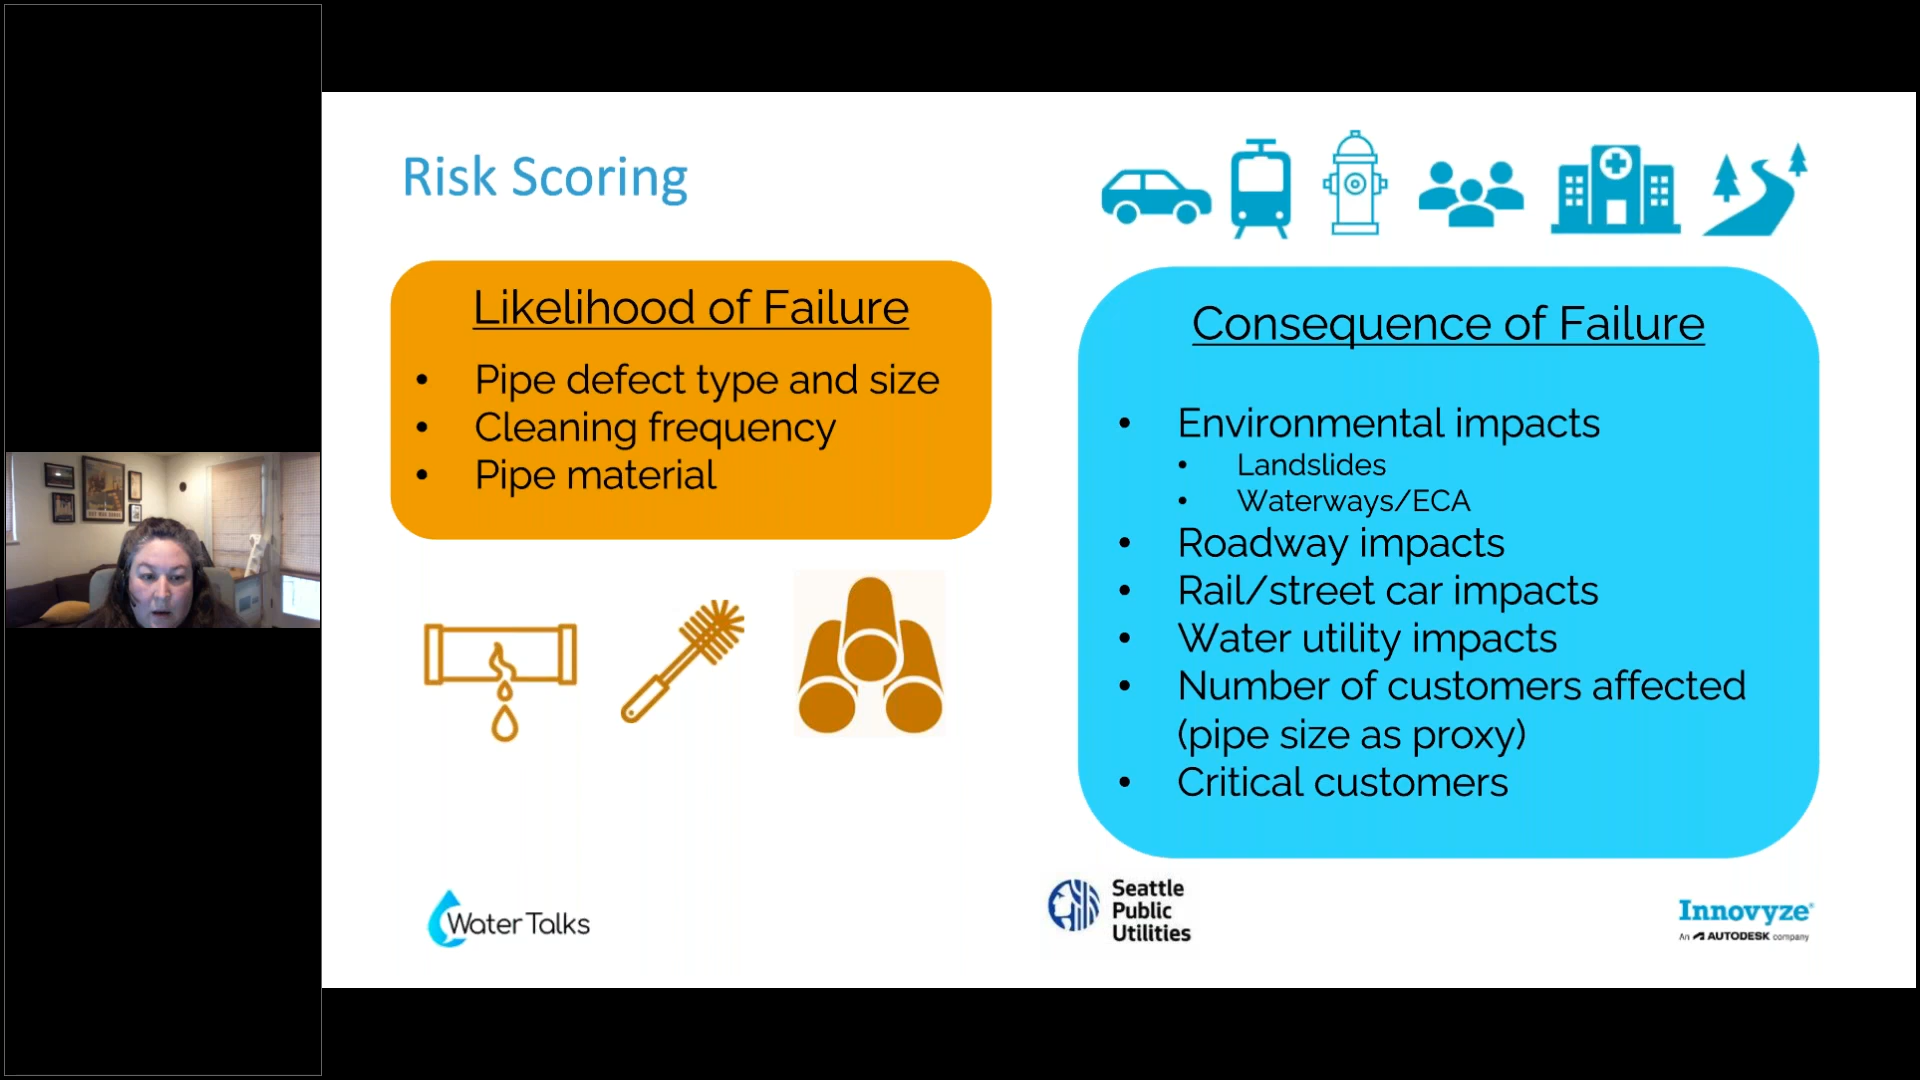 Risk Scoring
Likelihood of Failure
• Pipe defect type and size
• Cleaning frequency
• Pipe material
Consequence of Failure
• Environmental impacts
• Landslides
• Waterways/ECA
• Roadway impacts
• Rail/street car impacts
• Water utility impacts
• Number of customers affected
(pipe size as proxy)
• Critical customers
Water Talks
Seattle
Public
Utilities
Innovyze®
An AUTODESK company